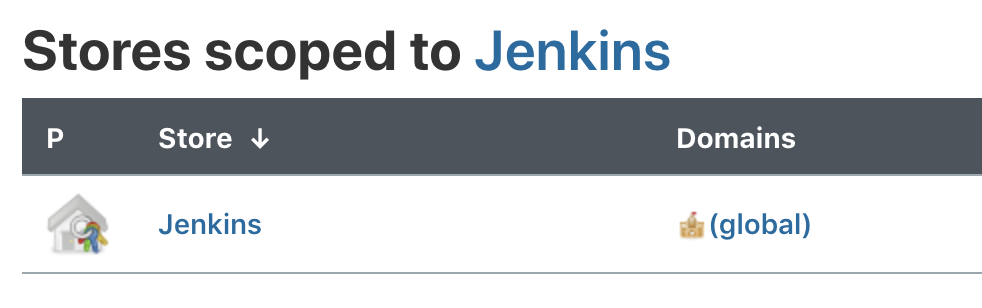 Stores scoped to Jenkins
P Store ↓ Domains
Jenkins (global)